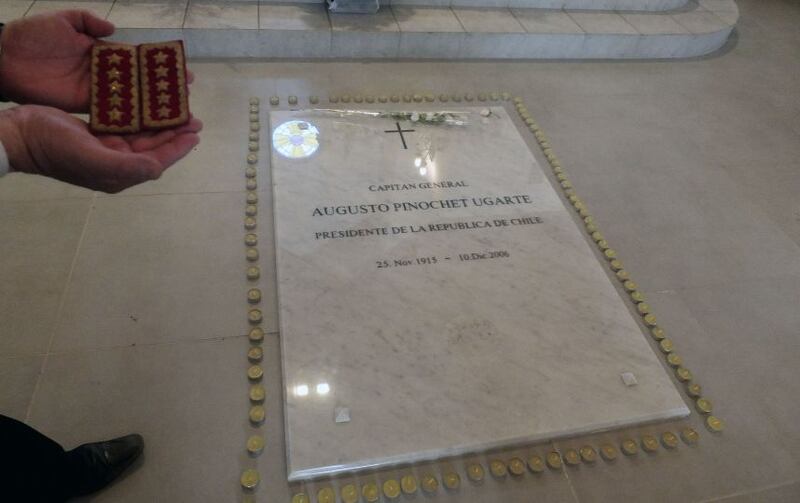 CAPITAN GENERAL
AUGUSTO PINOCHET UGARTE
PRESIDENTE DE LA REPUBLICA DE CHILE
25. Nov 1915 - 10. Dic 2006